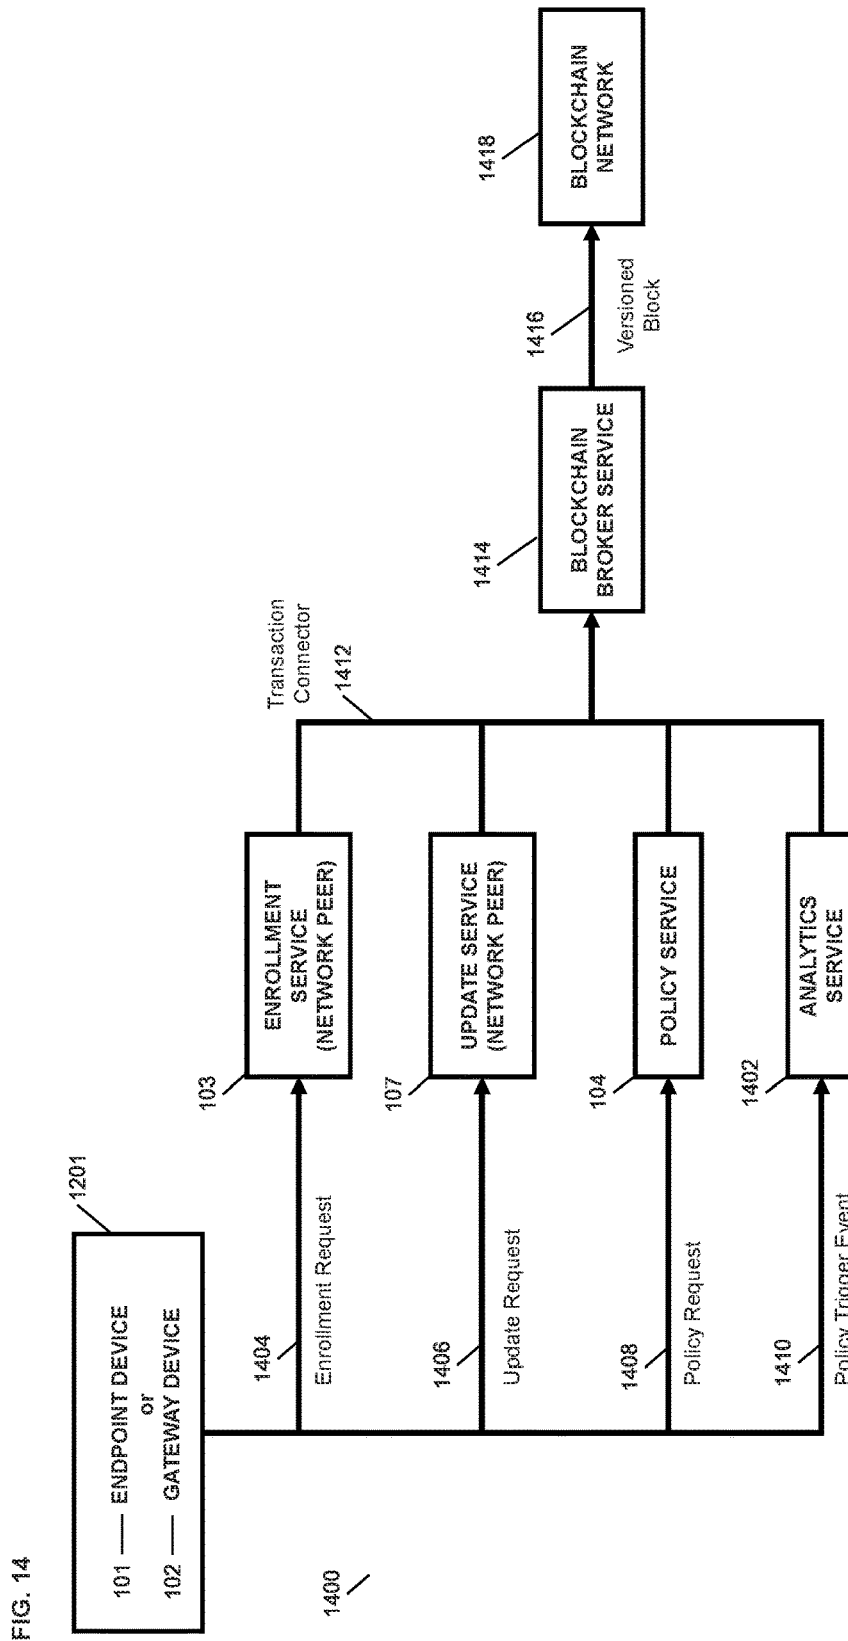 FIG. 14
1400
101
ENDPOINT DEVICE
or
102
GATEWAY DEVICE
1201
1404
Enrollment Request
103
ENROLLMENT
SERVICE
(NETWORK PEER)
1406
Update Request
107
UPDATE SERVICE
(NETWORK PEER)
1408
Policy Request
104
POLICY SERVICE
1410
Policy Trigger Event
1402
ANALYTICS
SERVICE
Transaction
Connector
1412
1414
BLOCKCHAIN
BROKER SERVICE
1416
Versioned
Block
1418
BLOCKCHAIN
NETWORK